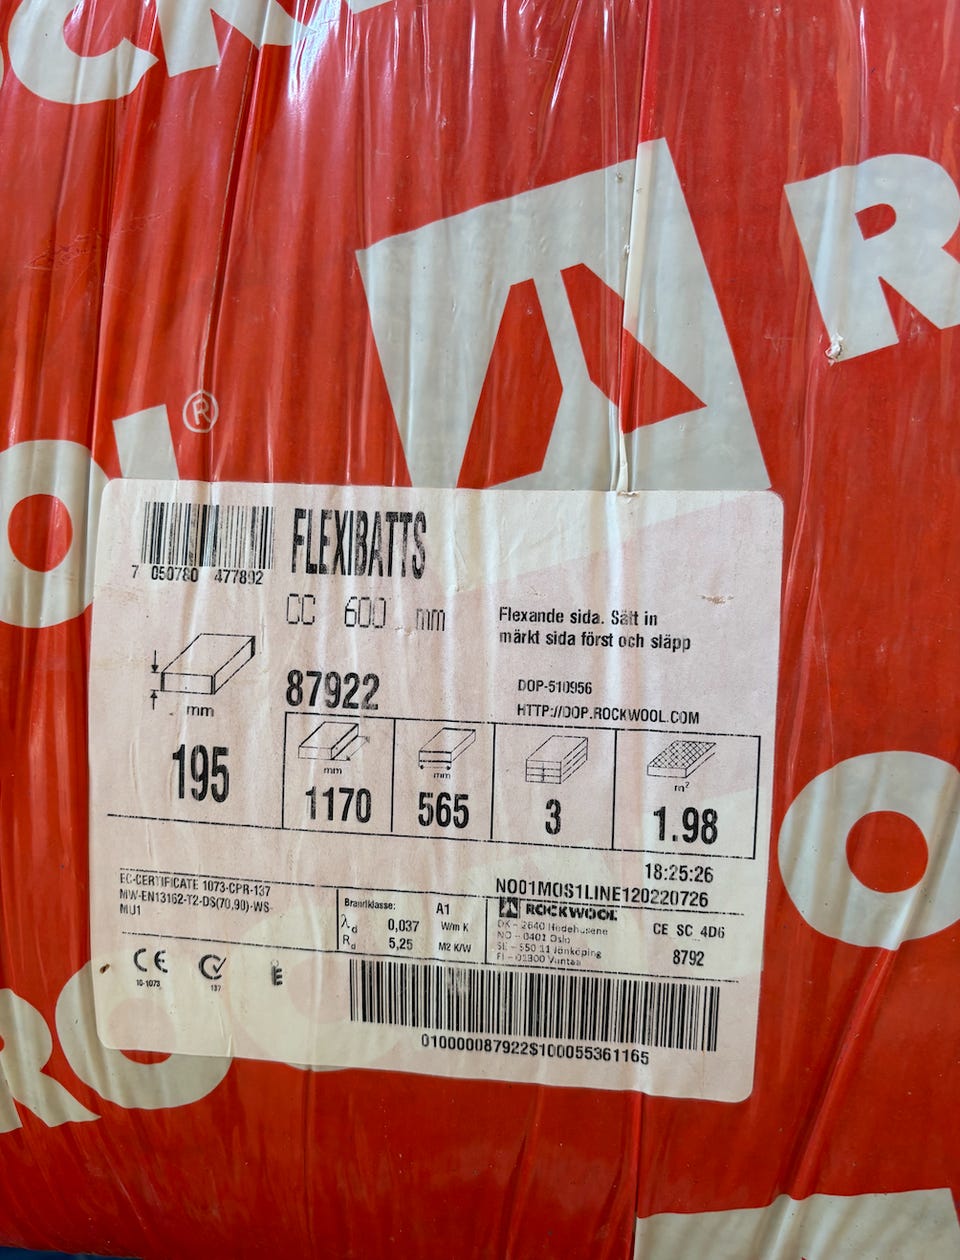 ®
7 050780 477892
FLEXIBATTS
CC 600 mm
Flexande sida. Sätt in
märkt sida först och släpp
87922
DOP-510956
HTTP://DOP.ROCKWOOL.COM
mm
195
mm
1170
mm
565
3
m²
1.98
18:25:26
NO01MOS1LINE120220726
EC-CERTIFICATE 1073-CPR-137
MW-EN13162-T2-DS(70,90)-WS-
MU1
Brandklasse: A1
λd 0,037 W/m K
Rd 5,25 M2 K/W
ROCKWOOL
DK - 2640 Hedehusene
NO - 0401 Oslo
SE - 550 11 Jönköping
FI - 01300 Vantaa
CE SC 4D6
8792
CE
10-1073
137
010000087922$100055361165